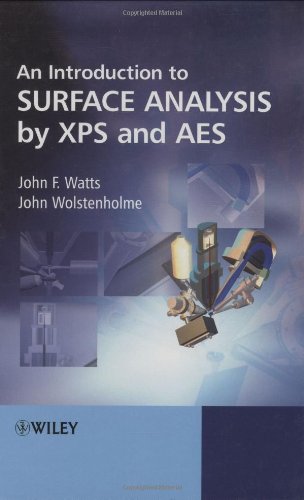 An Introduction to
SURFACE ANALYSIS
by XPS and AES
John F. Watts
John Wolstenholme
WILEY